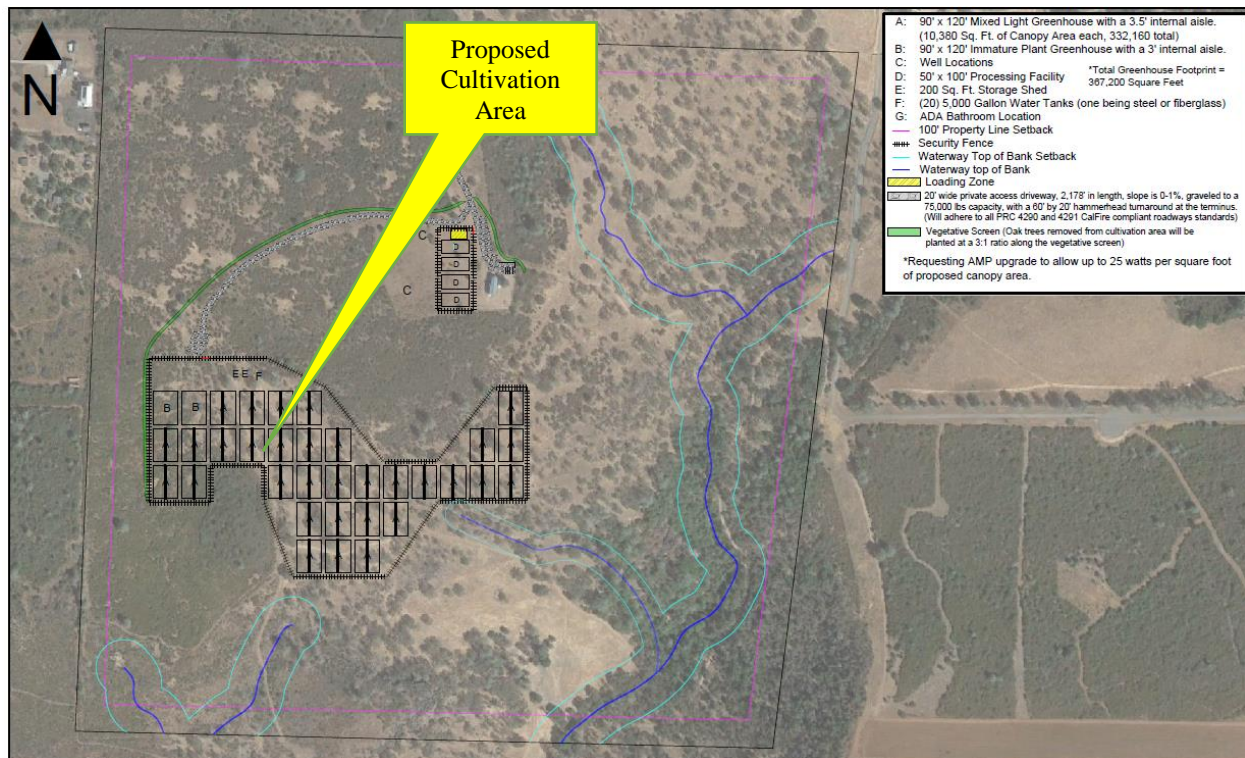 Proposed
Cultivation
Area
N
A: 90' x 120' Mixed Light Greenhouse with a 3.5' internal aisle.
(10,380 Sq. Ft. of Canopy Area each, 332,160 total)
B: 90' x 120' Immature Plant Greenhouse with a 3' internal aisle.
C: Well Locations
*Total Greenhouse Footprint =
367,200 Square Feet
D: 50' x 100' Processing Facility
E: 200 Sq. Ft. Storage Shed
F: (20) 5,000 Gallon Water Tanks (one being steel or fiberglass)
G: ADA Bathroom Location
100' Property Line Setback
Security Fence
Waterway Top of Bank Setback
Waterway top of Bank
Loading Zone
20' wide private access driveway, 2,178' in length, slope is 0-1%, graveled to a
75,000 lbs capacity, with a 60' by 20' hammerhead turnaround at the terminus.
(Will adhere to all PRC 4290 and 4291 CalFire compliant roadways standards)
Vegetative Screen (Oak trees removed from cultivation area will
be planted at a 3:1 ratio along the vegetative screen)
*Requesting AMP upgrade to allow up to 25 watts per square foot
of proposed canopy area.
C
D
D
D
D
C
E E F
B B A